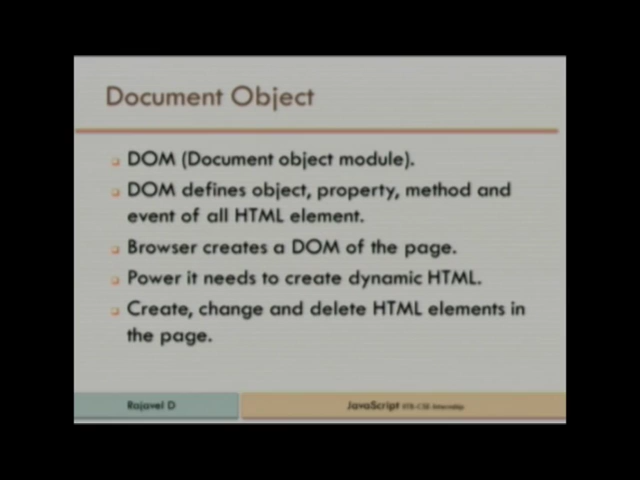 Document Object
DOM (Document object module).
DOM defines object, property, method and
event of all HTML element.
Browser creates a DOM of the page.
Power it needs to create dynamic HTML.
Create, change and delete HTML elements in
the page.
Rajavel D
JavaScript